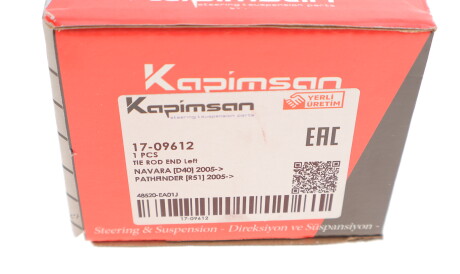 Kapimsan
Kapimsan
steering & suspension parts
YERLİ
ÜRETİM
17-09612
1 PCS
TIE ROD END Left
NAVARA [D40] 2005->
PATHFINDER [R51] 2005->
EAC
48520-EA01J
17-09612
Steering & Suspension - Direksiyon ve Suspansiyon -